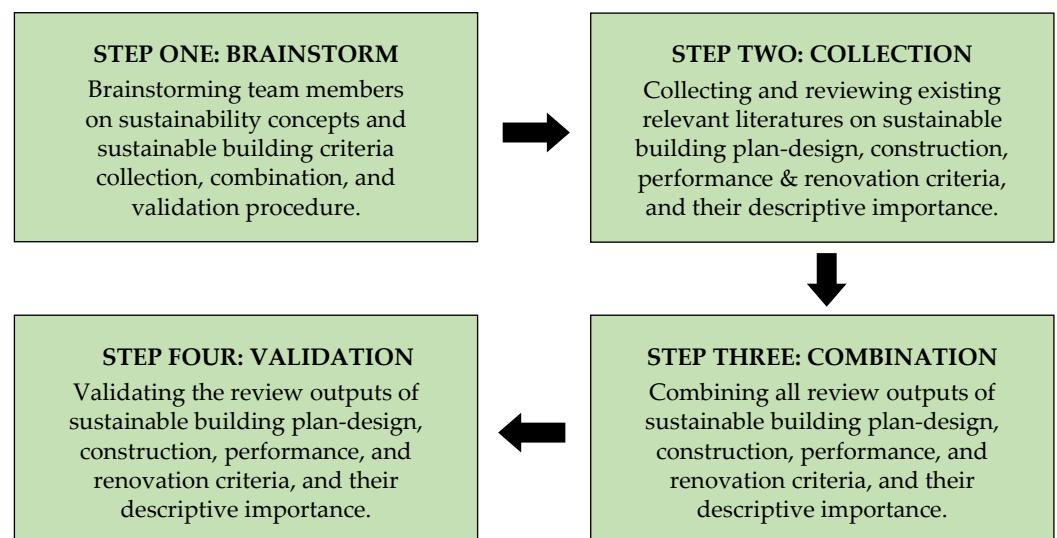 STEP ONE: BRAINSTORM
Brainstorming team members
on sustainability concepts and
sustainable building criteria
collection, combination, and
validation procedure.
STEP TWO: COLLECTION
Collecting and reviewing existing
relevant literatures on sustainable
building plan-design, construction,
performance & renovation criteria,
and their descriptive importance.
STEP THREE: COMBINATION
Combining all review outputs of
sustainable building plan-design,
construction, performance, and
renovation criteria, and their
descriptive importance.
STEP FOUR: VALIDATION
Validating the review outputs of
sustainable building plan-design,
construction, performance, and
renovation criteria, and their
descriptive importance.